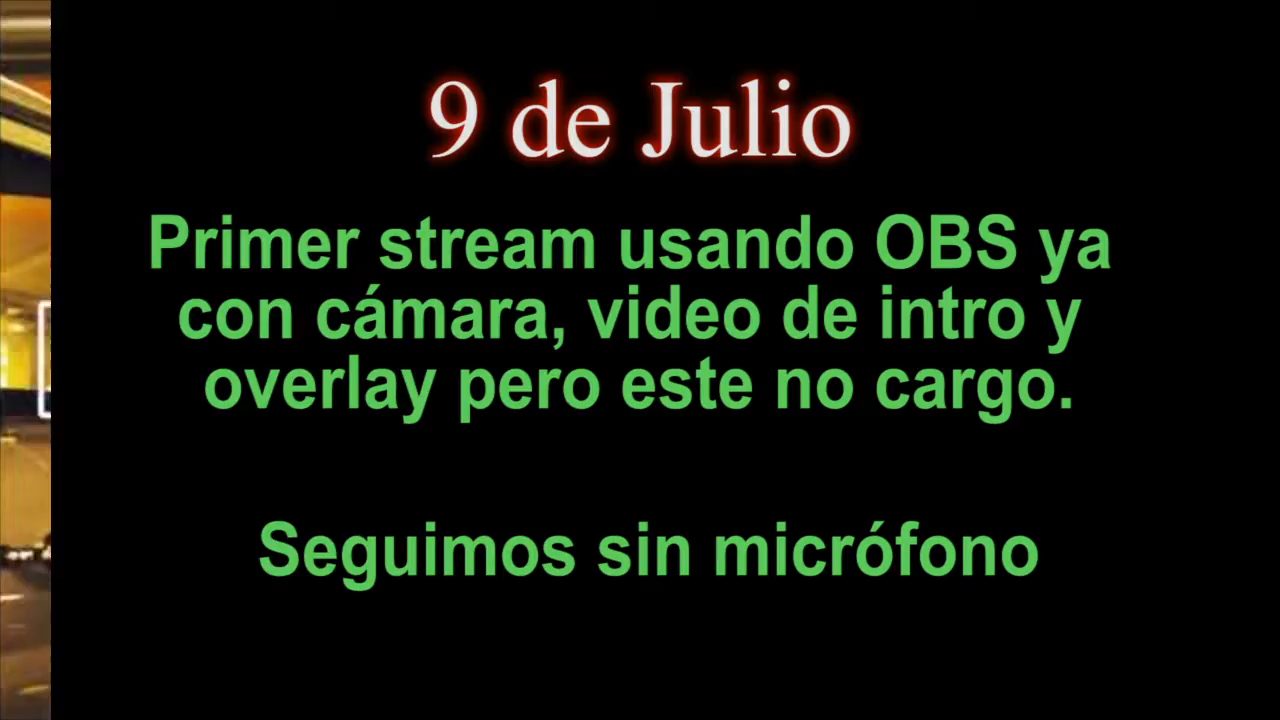 9 de Julio
Primer stream usando OBS ya
con cámara, video de intro y
overlay pero este no cargo.
Seguimos sin micrófono